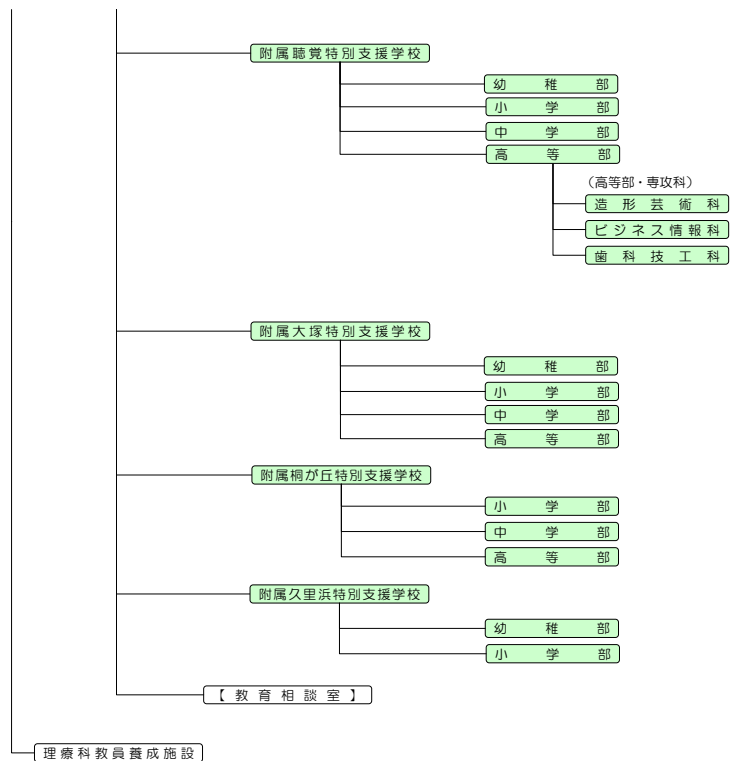 附属聴覚特別支援学校
幼稚部
小学部
中学部
高等部
（高等部・専攻科）
造形芸術科
ビジネス情報科
歯科技工科
附属大塚特別支援学校
幼稚部
小学部
中学部
高等部
附属桐が丘特別支援学校
小学部
中学部
高等部
附属久里浜特別支援学校
幼稚部
小学部
【教育相談室】
理療科教員養成施設